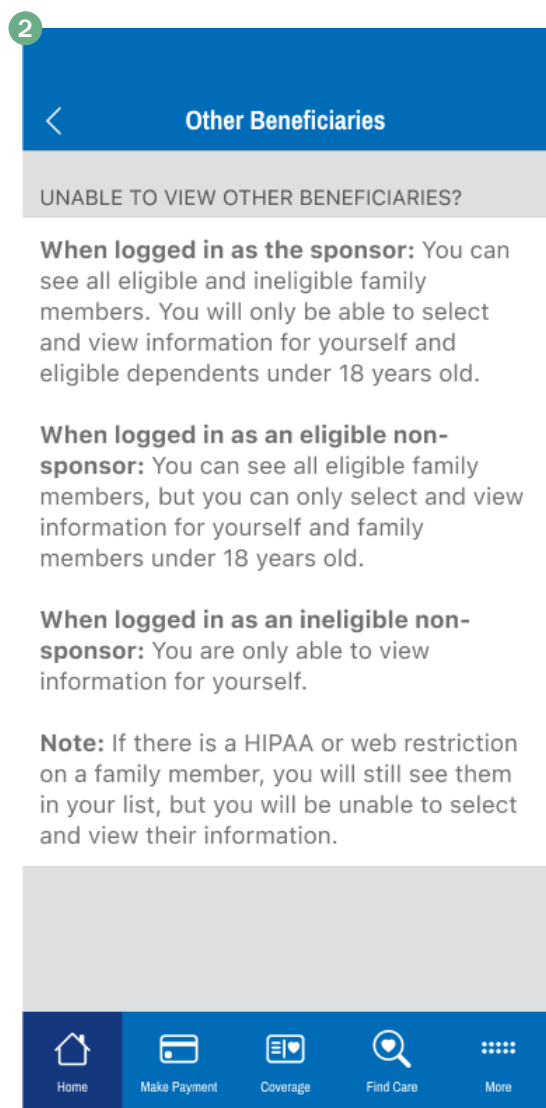 2
Other Beneficiaries
UNABLE TO VIEW OTHER BENEFICIARIES?
When logged in as the sponsor: You can
see all eligible and ineligible family
members. You will only be able to select
and view information for yourself and
eligible dependents under 18 years old.
When logged in as an eligible non-
sponsor: You can see all eligible family
members, but you can only select and view
information for yourself and family
members under 18 years old.
When logged in as an ineligible non-
sponsor: You are only able to view
information for yourself.
Note: If there is a HIPAA or web restriction
on a family member, you will still see them
in your list, but you will be unable to select
and view their information.
Home Make Payment Coverage Find Care More